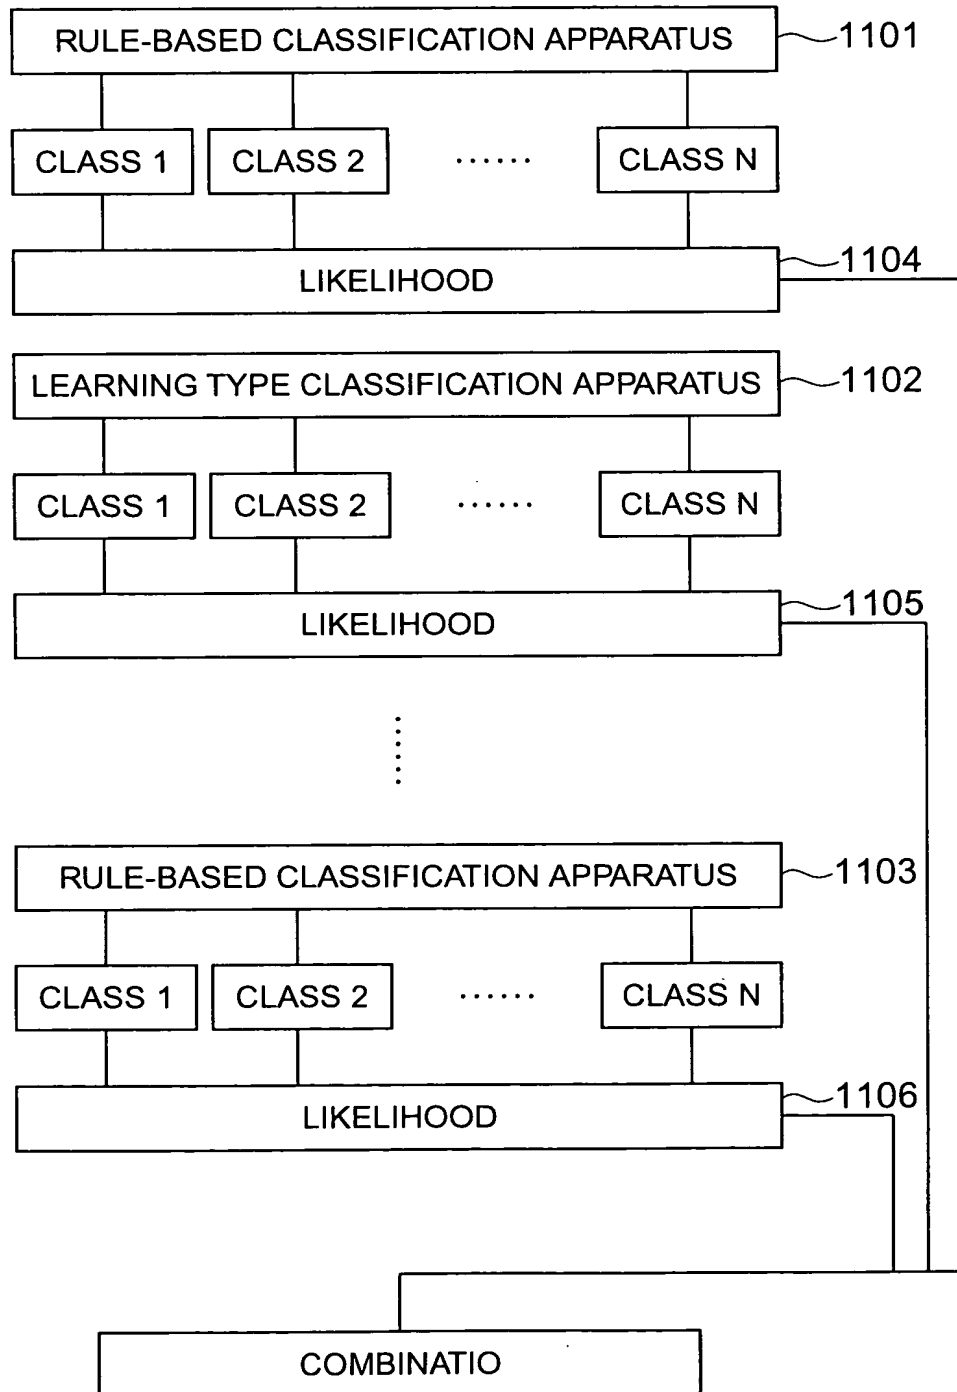 RULE-BASED CLASSIFICATION APPARATUS 1101
CLASS 1 CLASS 2 ...... CLASS N
LIKELIHOOD 1104
LEARNING TYPE CLASSIFICATION APPARATUS 1102
CLASS 1 CLASS 2 ...... CLASS N
LIKELIHOOD 1105
RULE-BASED CLASSIFICATION APPARATUS 1103
CLASS 1 CLASS 2 ...... CLASS N
LIKELIHOOD 1106
COMBINATIO